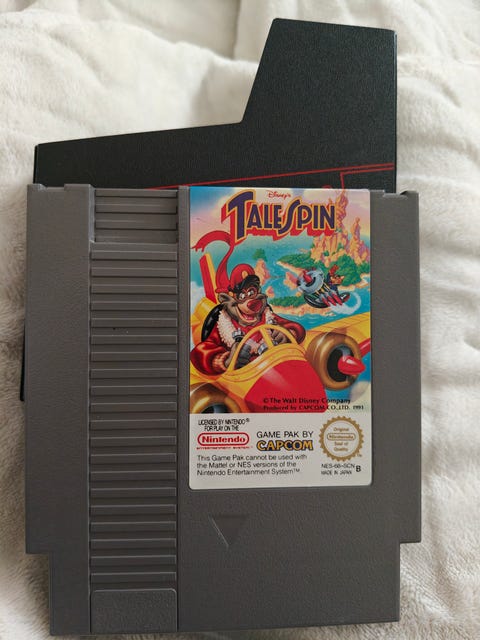 Disney's
TALESPIN
© The Walt Disney Company
Produced by CAPCOM CO., LTD. 1991
LICENSED BY NINTENDO®
FOR PLAY ON THE
Nintendo
ENTERTAINMENT SYSTEM
GAME PAK BY
CAPCOM
This Game Pak cannot be used with
the Mattel or NES versions of the
Nintendo Entertainment System™
Original
Nintendo
Seal of
Quality
NES-6B-SCN
MADE IN JAPAN
B